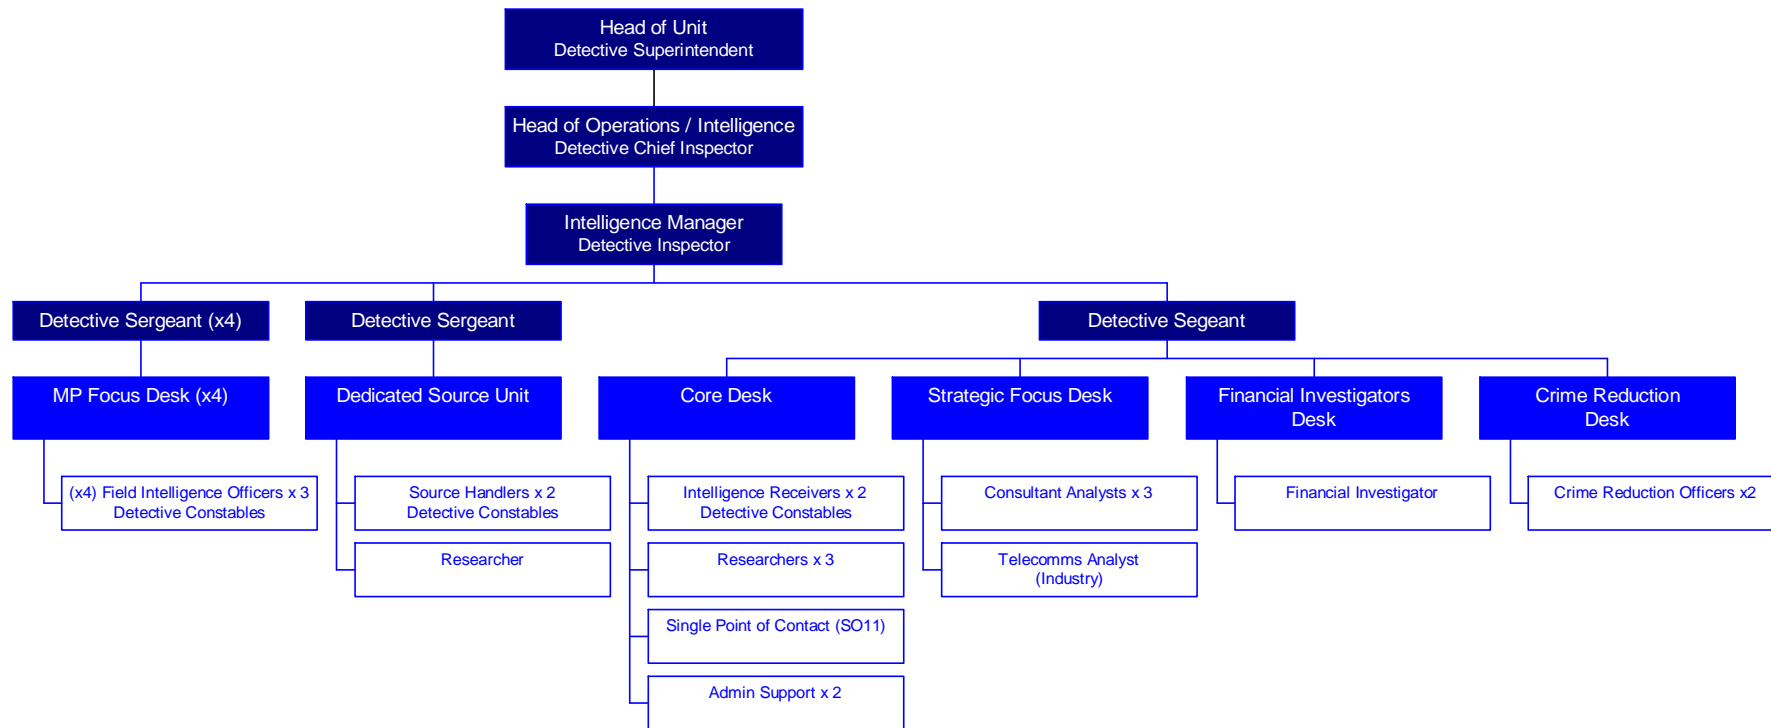 Head of Unit
Detective Superintendent
Head of Operations / Intelligence
Detective Chief Inspector
Intelligence Manager
Detective Inspector
Detective Sergeant (x4)
Detective Sergeant
Detective Segeant
MP Focus Desk (x4)
Dedicated Source Unit
Core Desk
Strategic Focus Desk
Financial Investigators
Desk
Crime Reduction
Desk
(x4) Field Intelligence Officers x 3
Detective Constables
Source Handlers x 2
Detective Constables
Intelligence Receivers x 2
Detective Constables
Consultant Analysts x 3
Financial Investigator
Crime Reduction Officers x2
Researcher
Researchers x 3
Telecomms Analyst
(Industry)
Single Point of Contact (SO11)
Admin Support x 2